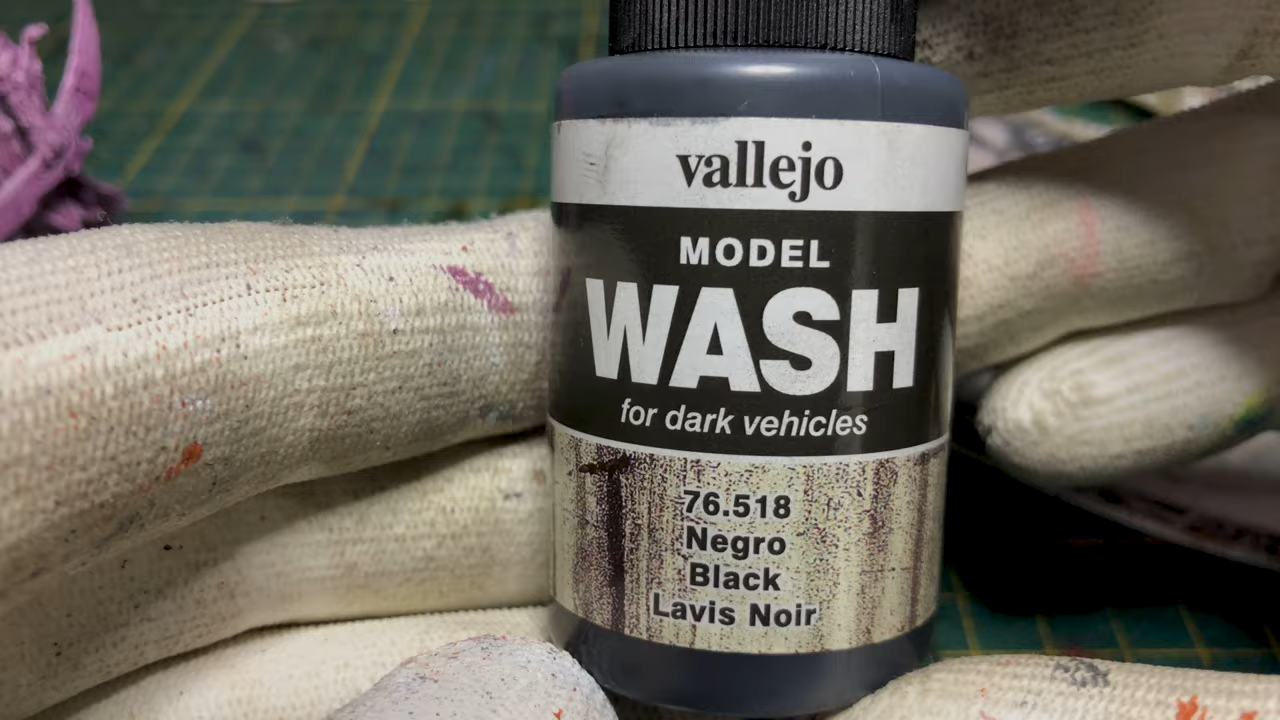 vallejo
MODEL
WASH
for dark vehicles
76.518
Negro
Black
Lavis Noir